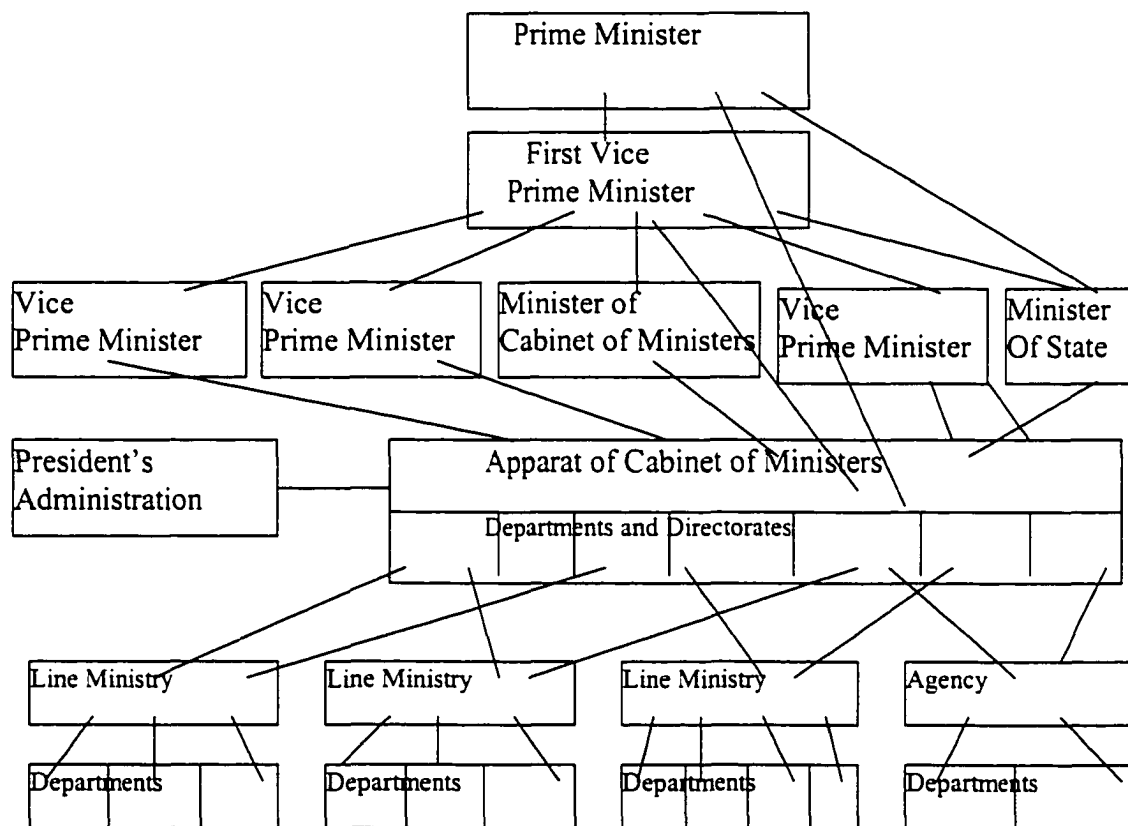 Prime Minister
First Vice
Prime Minister
Vice
Prime Minister
Vice
Prime Minister
Minister of
Cabinet of Ministers
Vice
Prime Minister
Minister
Of State
President's
Administration
Apparat of Cabinet of Ministers
Departments and Directorates
Line Ministry
Line Ministry
Line Ministry
Agency
Departments
Departments
Departments
Departments